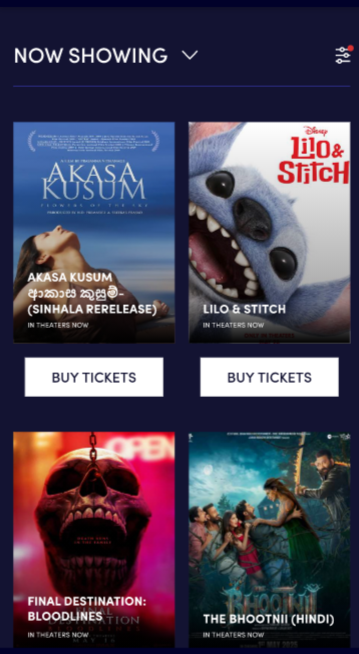 NOW SHOWING
AKASA
KUSUM
FLOWERS OF THE SKY
AKASA KUSUM
ආකාස කුසුම් -
(SINHALA RERELEASE)
IN THEATERS NOW
BUY TICKETS
Disney
LILO &
STITCH
LILO & STITCH
IN THEATERS NOW
BUY TICKETS
OPEN
FINAL DESTINATION:
BLOODLINES
IN THEATERS NOW
THE
BHOOTNII
THE BHOOTNII (HINDI)
IN THEATERS NOW